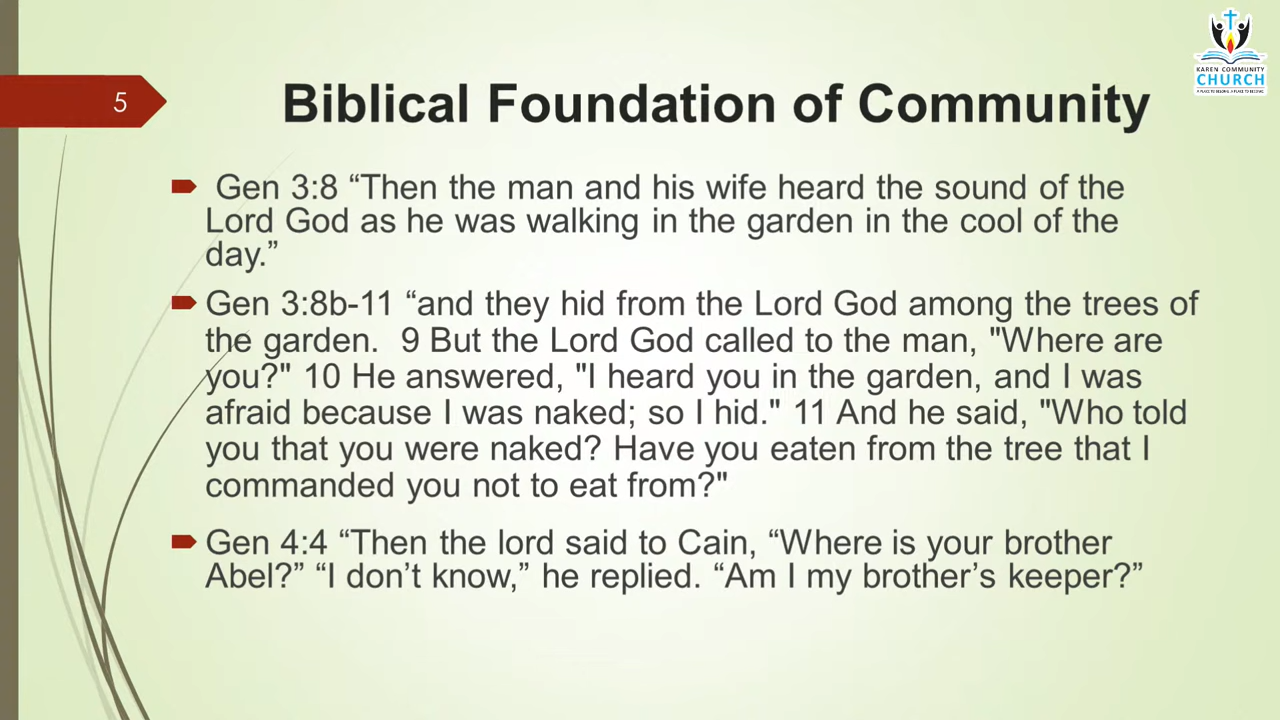 KAREN COMMUNITY
CHURCH
A PLACE TO BELONG, A PLACE TO BECOME
5
Biblical Foundation of Community
Gen 3:8 “Then the man and his wife heard the sound of the
Lord God as he was walking in the garden in the cool of the
day.”
Gen 3:8b-11 “and they hid from the Lord God among the trees of
the garden. 9 But the Lord God called to the man, "Where are
you?" 10 He answered, "I heard you in the garden, and I was
afraid because I was naked; so I hid." 11 And he said, "Who told
you that you were naked? Have you eaten from the tree that I
commanded you not to eat from?"
Gen 4:4 “Then the lord said to Cain, “Where is your brother
Abel?” “I don’t know,” he replied. “Am I my brother’s keeper?”